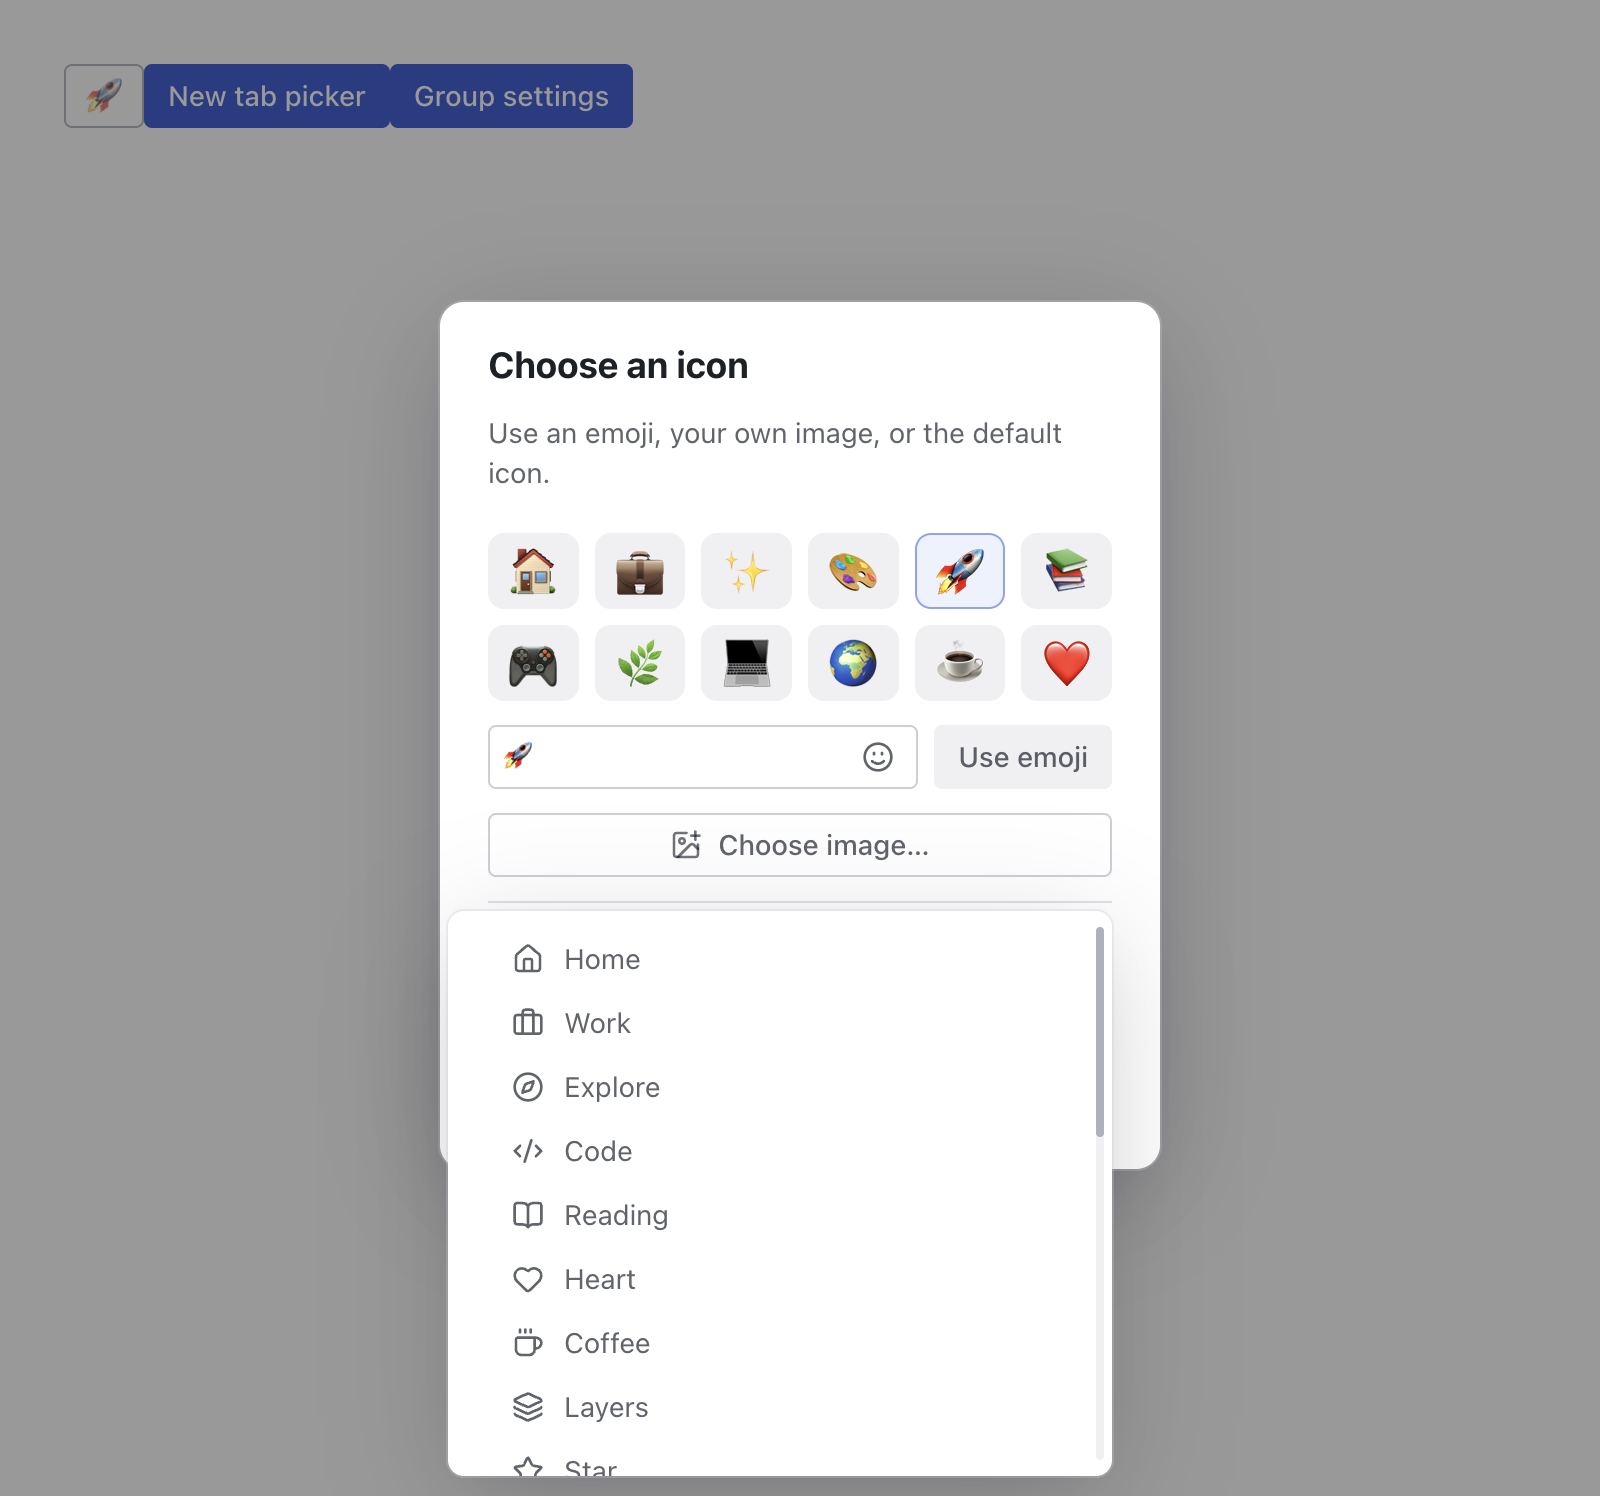 New tab picker
Group settings
Choose an icon
Use an emoji, your own image, or the default
icon.
Use emoji
Choose image...
Home
Work
Explore
Code
Reading
Heart
Coffee
Layers
Star